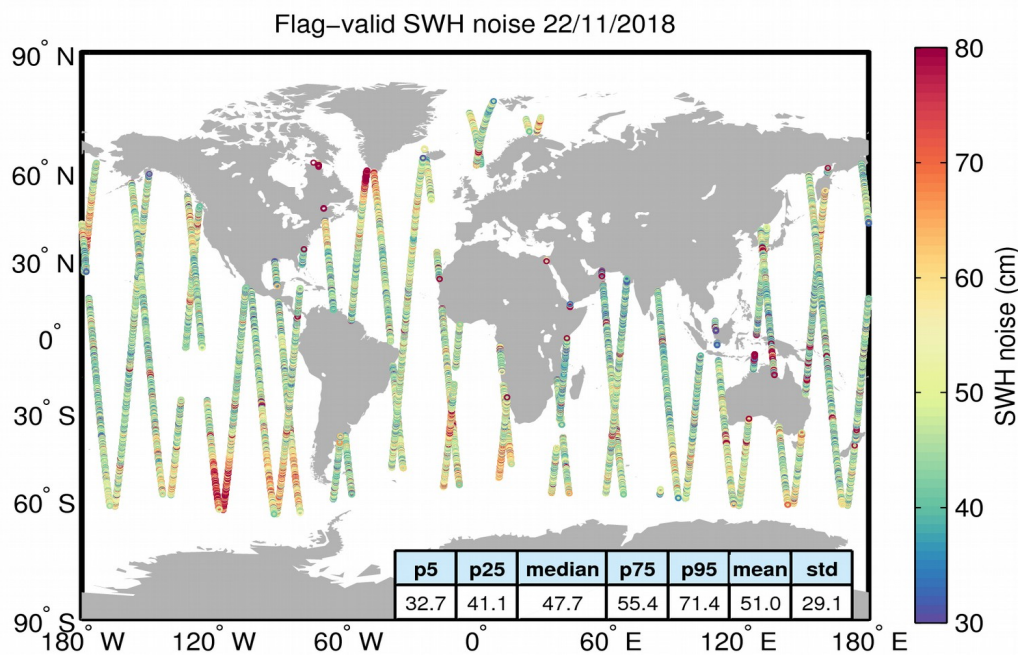 Flag−valid SWH noise 22/11/2018
90° N
60° N
30° N
0°
30° S
60° S
90° S
180° W
120° W
60° W
0°
60° E
120° E
180° E
80
70
60
50
40
30
SWH noise (cm)
p5 p25 median p75 p95 mean std
32.7 41.1 47.7 55.4 71.4 51.0 29.1